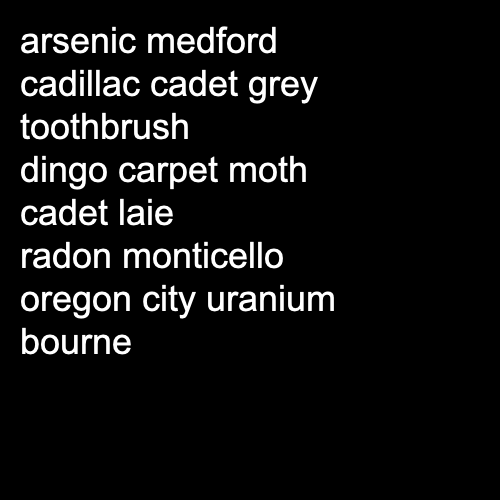 arsenic medford
cadillac cadet grey
toothbrush
dingo carpet moth
cadet laie
radon monticello
oregon city uranium
bourne